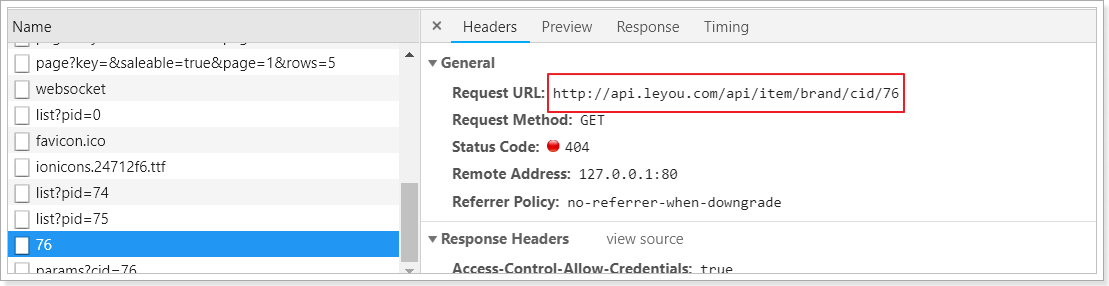 Name
page?key=&saleable=true&page=1&rows=5
websocket
list?pid=0
favicon.ico
ionicons.24712f6.ttf
list?pid=74
list?pid=75
76
params?cid=76
× Headers Preview Response Timing
General
Request URL: http://api.leyou.com/api/item/brand/cid/76
Request Method: GET
Status Code: 404
Remote Address: 127.0.0.1:80
Referrer Policy: no-referrer-when-downgrade
Response Headers view source
Access-Control-Allow-Credentials: true